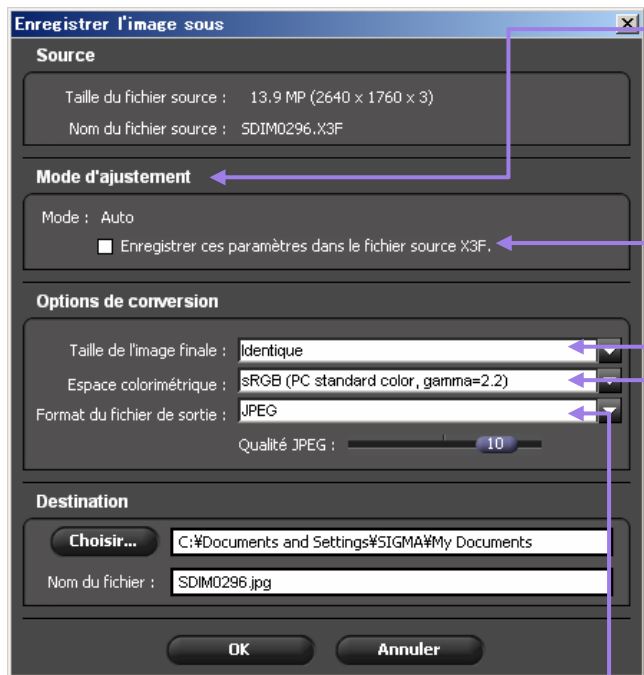 Enregistrer l'image sous
Source
Taille du fichier source : 13.9 MP (2640 x 1760 x 3)
Nom du fichier source : SDIM0296.X3F
Mode d'ajustement
Mode : Auto
Enregistrer ces paramètres dans le fichier source X3F.
Options de conversion
Taille de l'image finale : Identique
Espace colorimétrique : sRGB (PC standard color, gamma=2.2)
Format du fichier de sortie : JPEG
Qualité JPEG : 10
Destination
Choisir... C:¥Documents and Settings¥SIGMA¥My Documents
Nom du fichier : SDIM0296.jpg
OK Annuler